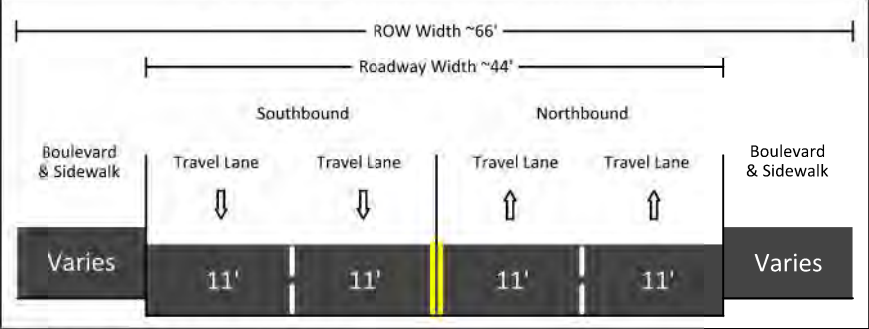 ROW Width ~66'
Roadway Width ~44'
Southbound
Northbound
Boulevard
& Sidewalk
Travel Lane
Travel Lane
Travel Lane
Travel Lane
Boulevard
& Sidewalk
Varies
11'
11'
11'
11'
Varies